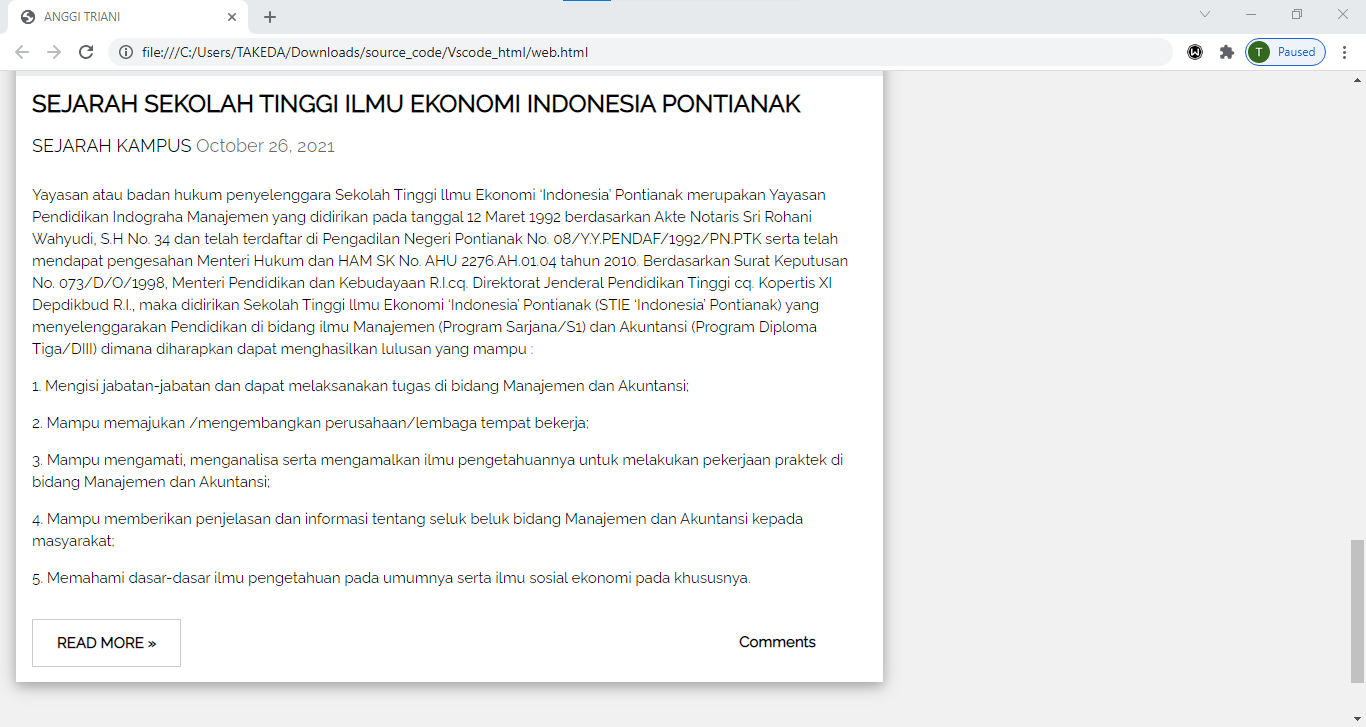 ANGGI TRIANI
file:///C:/Users/TAKEDA/Downloads/source_code/Vscode_html/web.html
T
Paused
SEJARAH SEKOLAH TINGGI ILMU EKONOMI INDONESIA PONTIANAK
SEJARAH KAMPUS October 26, 2021
Yayasan atau badan hukum penyelenggara Sekolah Tinggi llmu Ekonomi ‘Indonesia’ Pontianak merupakan Yayasan
Pendidikan Indograha Manajemen yang didirikan pada tanggal 12 Maret 1992 berdasarkan Akte Notaris Sri Rohani
Wahyudi, S.H No. 34 dan telah terdaftar di Pengadilan Negeri Pontianak No. 08/Y.Y.PENDAF/1992/PN.PTK serta telah
mendapat pengesahan Menteri Hukum dan HAM SK No. AHU 2276.AH.01.04 tahun 2010. Berdasarkan Surat Keputusan
No. 073/D/O/1998, Menteri Pendidikan dan Kebudayaan R.I.cq. Direktorat Jenderal Pendidikan Tinggi cq. Kopertis XI
Depdikbud R.I., maka didirikan Sekolah Tinggi llmu Ekonomi ‘Indonesia’ Pontianak (STIE ‘Indonesia’ Pontianak) yang
menyelenggarakan Pendidikan di bidang ilmu Manajemen (Program Sarjana/S1) dan Akuntansi (Program Diploma
Tiga/DIII) dimana diharapkan dapat menghasilkan lulusan yang mampu :
1. Mengisi jabatan-jabatan dan dapat melaksanakan tugas di bidang Manajemen dan Akuntansi;
2. Mampu memajukan /mengembangkan perusahaan/lembaga tempat bekerja;
3. Mampu mengamati, menganalisa serta mengamalkan ilmu pengetahuannya untuk melakukan pekerjaan praktek di
bidang Manajemen dan Akuntansi;
4. Mampu memberikan penjelasan dan informasi tentang seluk beluk bidang Manajemen dan Akuntansi kepada
masyarakat;
5. Memahami dasar-dasar ilmu pengetahuan pada umumnya serta ilmu sosial ekonomi pada khususnya.
READ MORE »
Comments